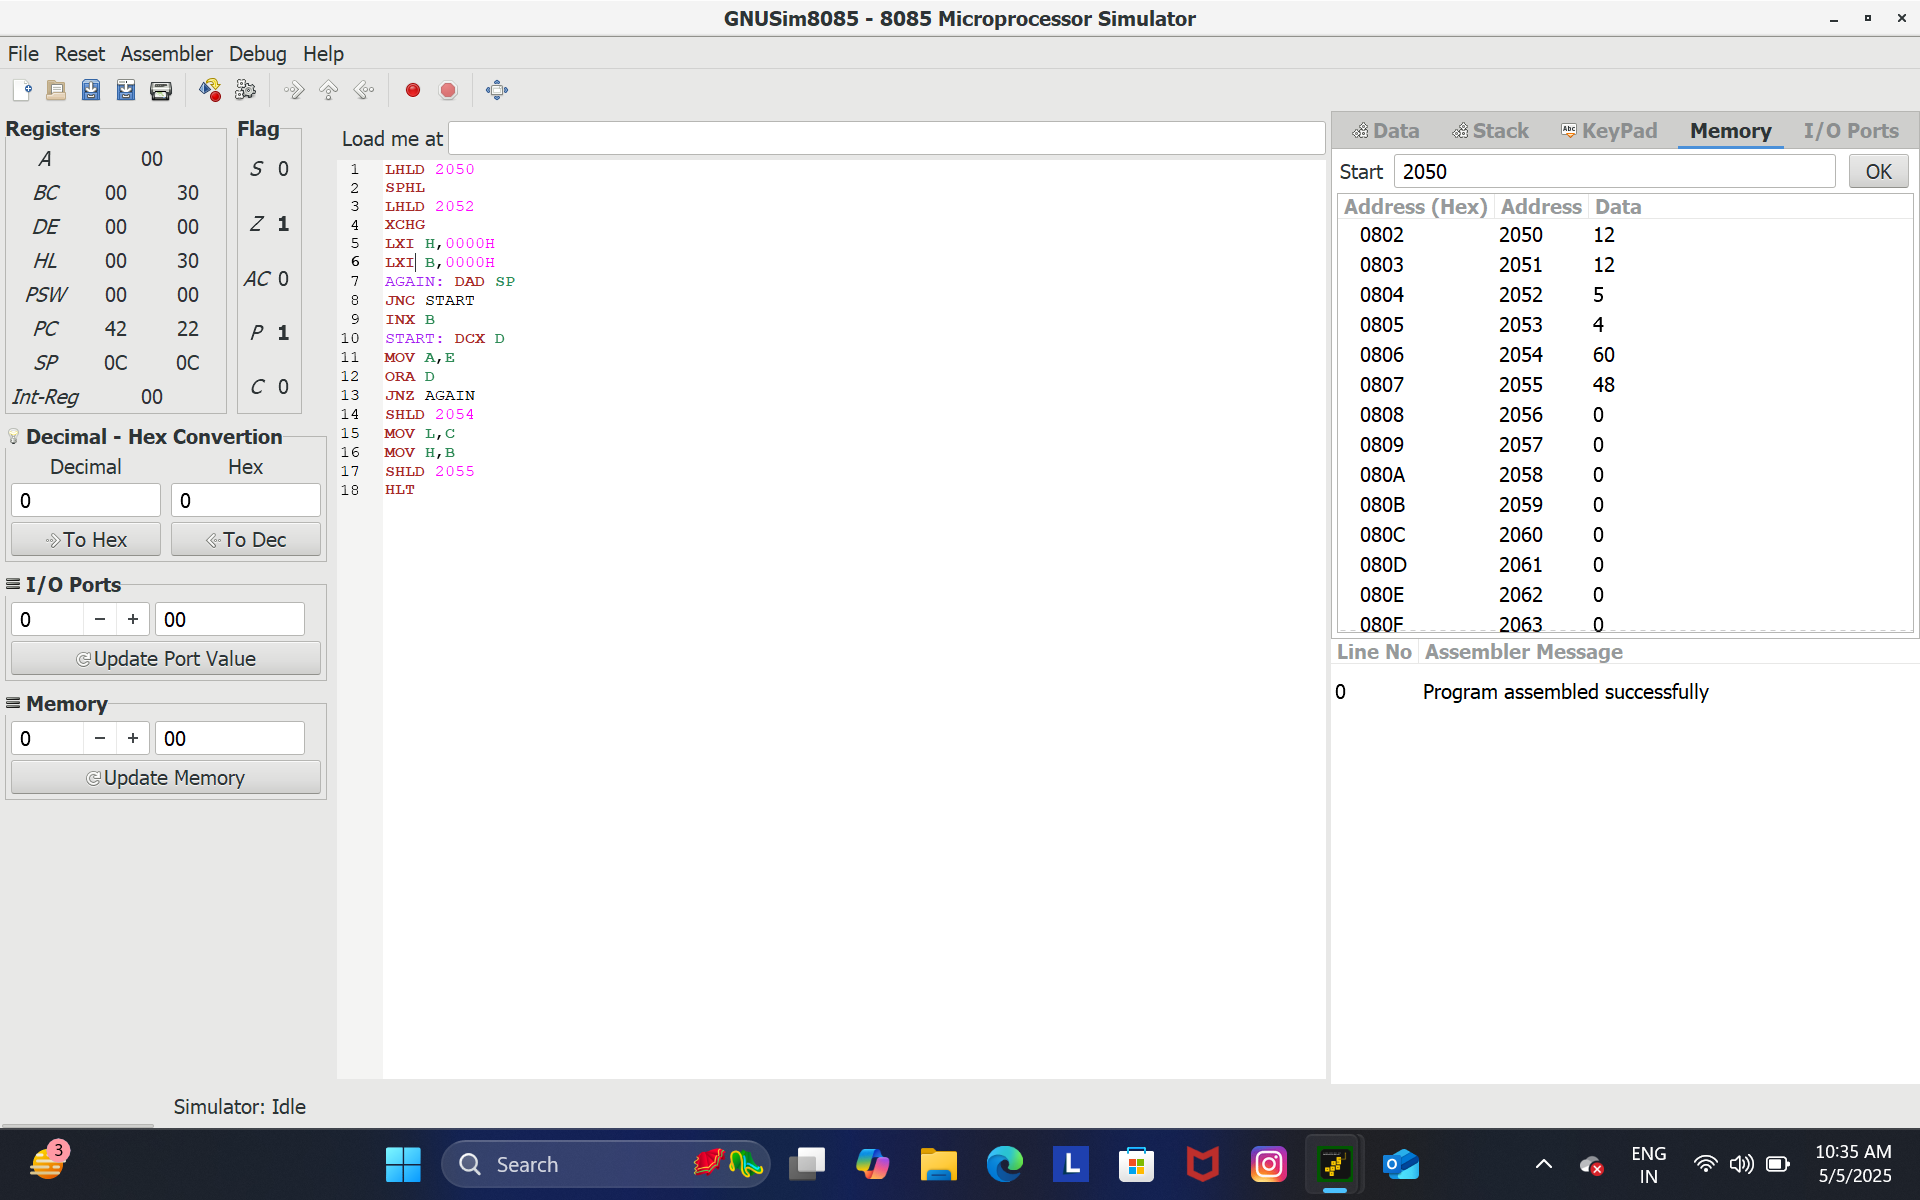 GNUSim8085 - 8085 Microprocessor Simulator
File Reset Assembler Debug Help
Registers
A 00
BC 00 30
DE 00 00
HL 00 30
PSW 00 00
PC 42 22
SP 0C 0C
Int-Reg 00
Flag
S 0
Z 1
AC 0
P 1
C 0
Decimal - Hex Convertion
Decimal Hex
0 0
To Hex To Dec
I/O Ports
0 − + 00
Update Port Value
Memory
0 − + 00
Update Memory
Load me at
1 LHLD 2050
2 SPHL
3 LHLD 2052
4 XCHG
5 LXI H,0000H
6 LXI B,0000H
7 AGAIN: DAD SP
8 JNC START
9 INX B
10 START: DCX D
11 MOV A,E
12 ORA D
13 JNZ AGAIN
14 SHLD 2054
15 MOV L,C
16 MOV H,B
17 SHLD 2055
18 HLT
Data Stack Abc KeyPad Memory I/O Ports
Start 2050 OK
Address (Hex) Address Data
0802 2050 12
0803 2051 12
0804 2052 5
0805 2053 4
0806 2054 60
0807 2055 48
0808 2056 0
0809 2057 0
080A 2058 0
080B 2059 0
080C 2060 0
080D 2061 0
080E 2062 0
080F 2063 0
Line No Assembler Message
0 Program assembled successfully
Simulator: Idle
3
Search
L
ENG
IN
10:35 AM
5/5/2025